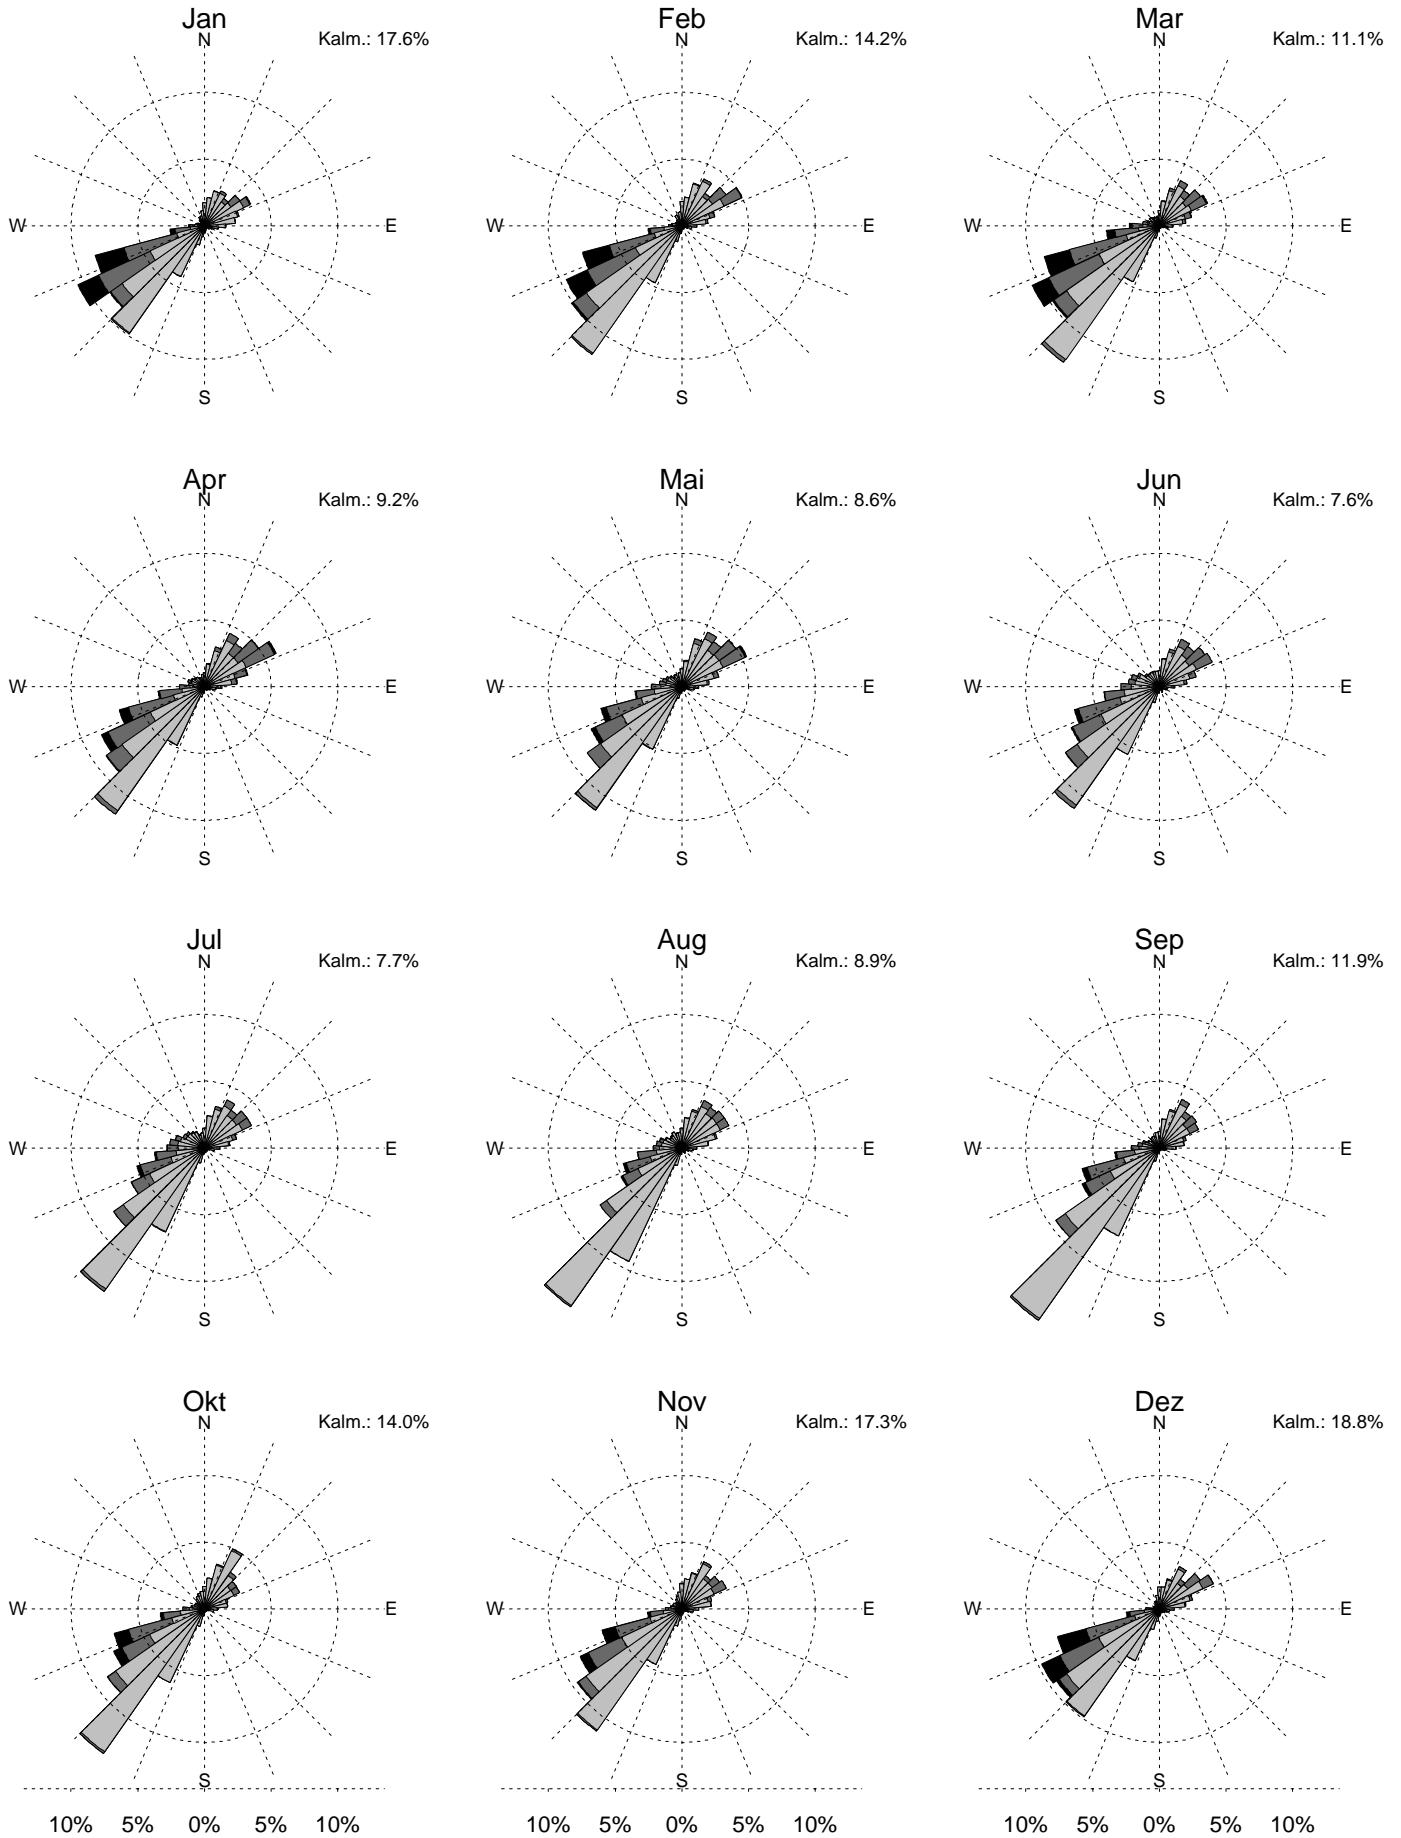 Jan Feb Mar
N Kalm.: 17.6% N Kalm.: 14.2% N Kalm.: 11.1%
W E W E W E
S S S
Apr Mai Jun
N Kalm.: 9.2% N Kalm.: 8.6% N Kalm.: 7.6%
W E W E W E
S S S
Jul Aug Sep
N Kalm.: 7.7% N Kalm.: 8.9% N Kalm.: 11.9%
W E W E W E
S S S
Okt Nov Dez
N Kalm.: 14.0% N Kalm.: 17.3% N Kalm.: 18.8%
W E W E W E
S S S
10% 5% 0% 5% 10% 10% 5% 0% 5% 10% 10% 5% 0% 5% 10%